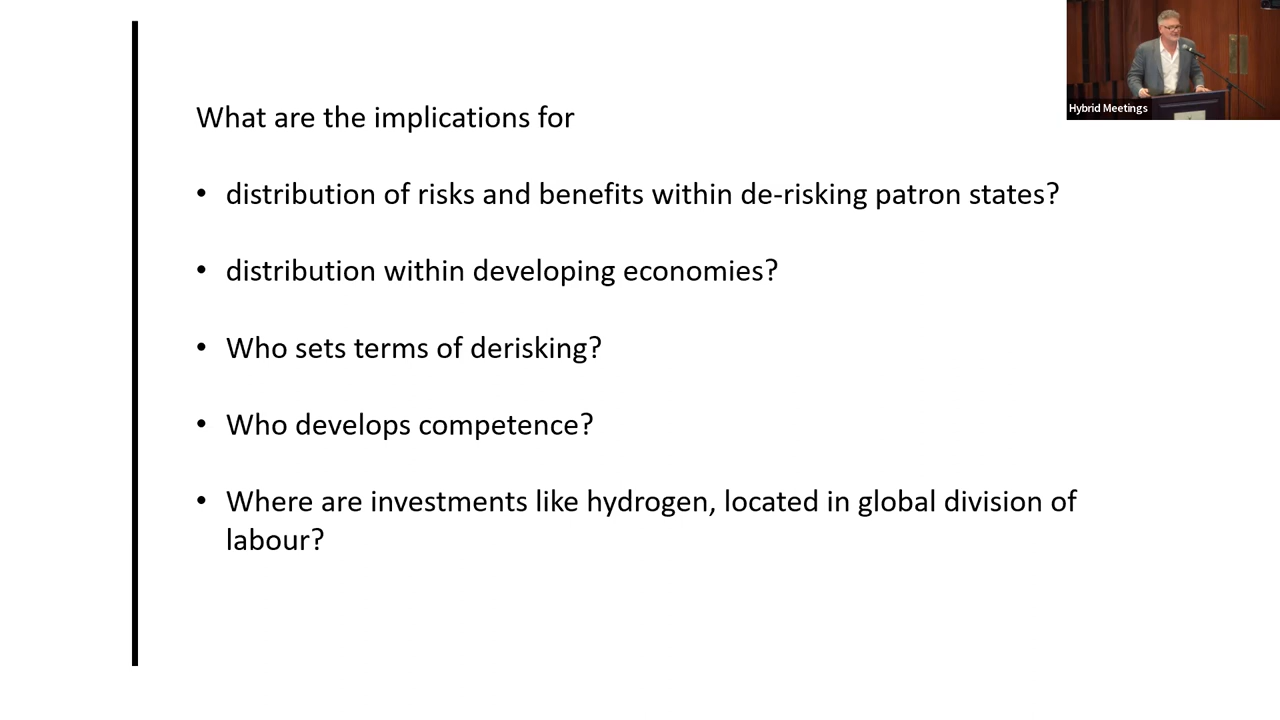 Hybrid Meetings
What are the implications for
• distribution of risks and benefits within de-risking patron states?
• distribution within developing economies?
• Who sets terms of derisking?
• Who develops competence?
• Where are investments like hydrogen, located in global division of
labour?